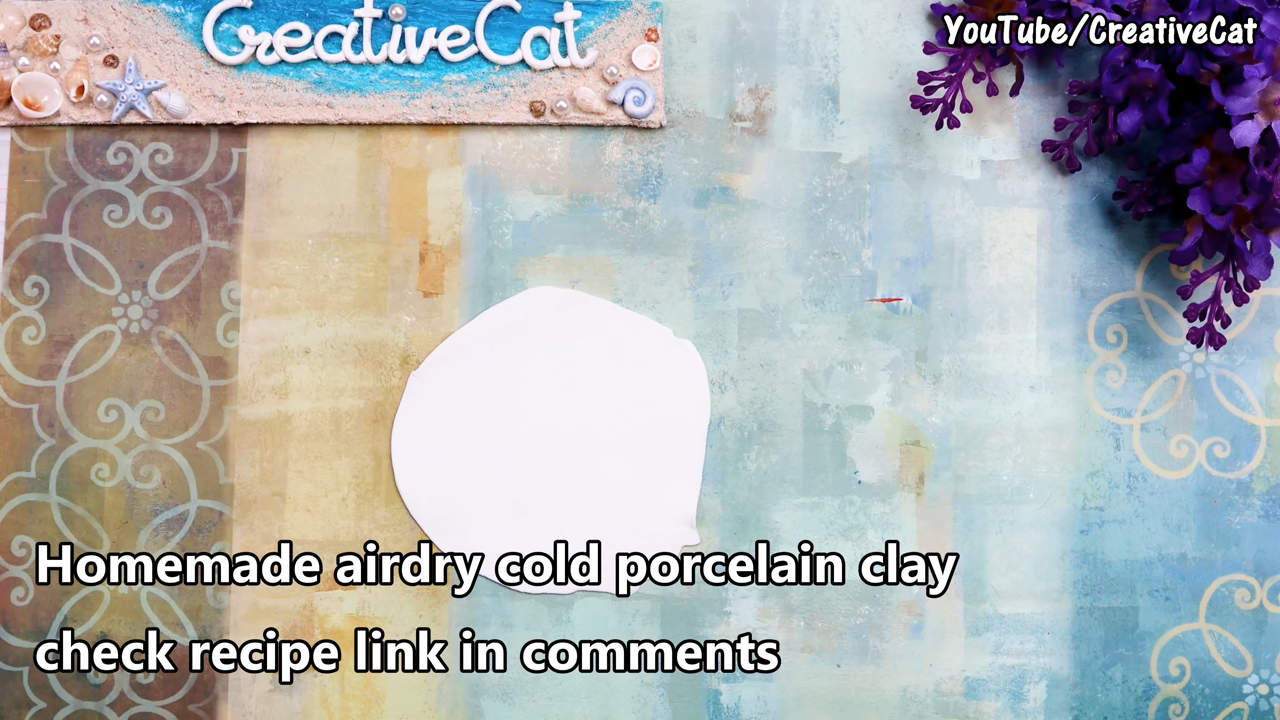 CreativeCat
YouTube/CreativeCat
Homemade airdry cold porcelain clay
check recipe link in comments